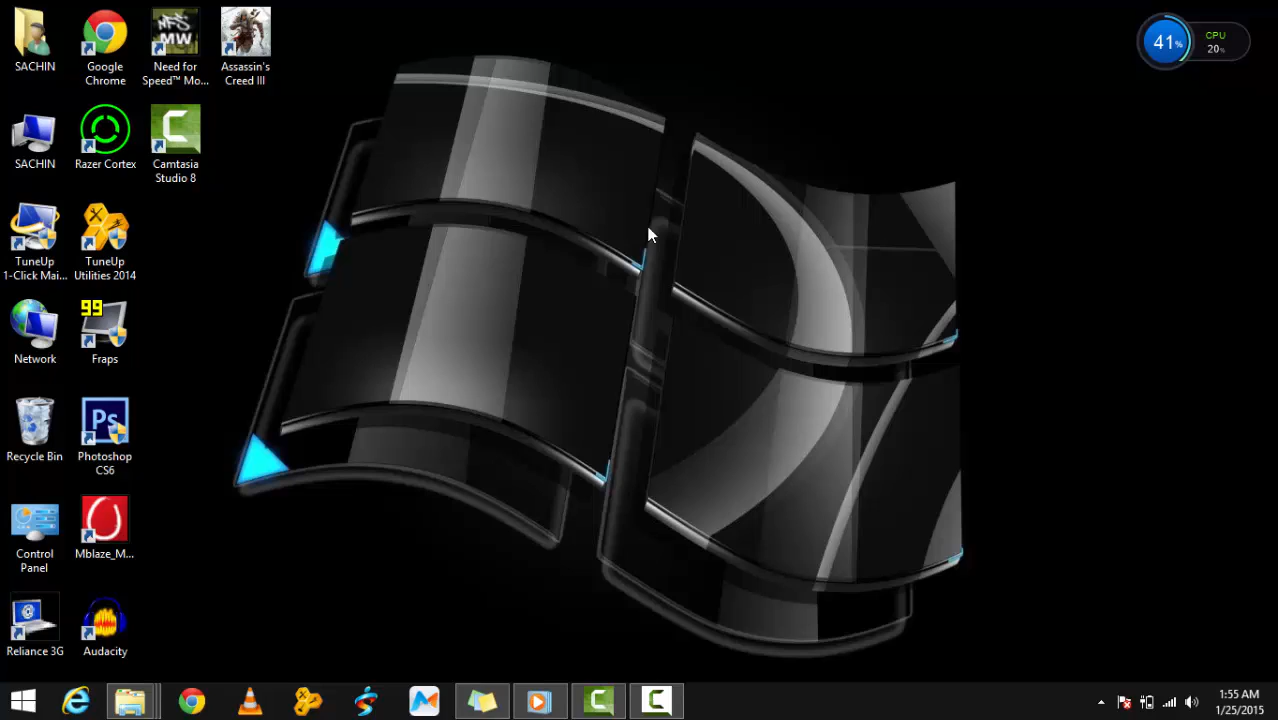 SACHIN
Google
Chrome
NFS
MW
Need for
Speed™ Mo...
Assassin's
Creed III
41%
CPU
20%
SACHIN
Razer Cortex
Camtasia
Studio 8
TuneUp
1-Click Mai...
TuneUp
Utilities 2014
Network
99
Fraps
Recycle Bin
Ps
Photoshop
CS6
Control
Panel
Mblaze_M...
Reliance 3G
Audacity
1:55 AM
1/25/2015